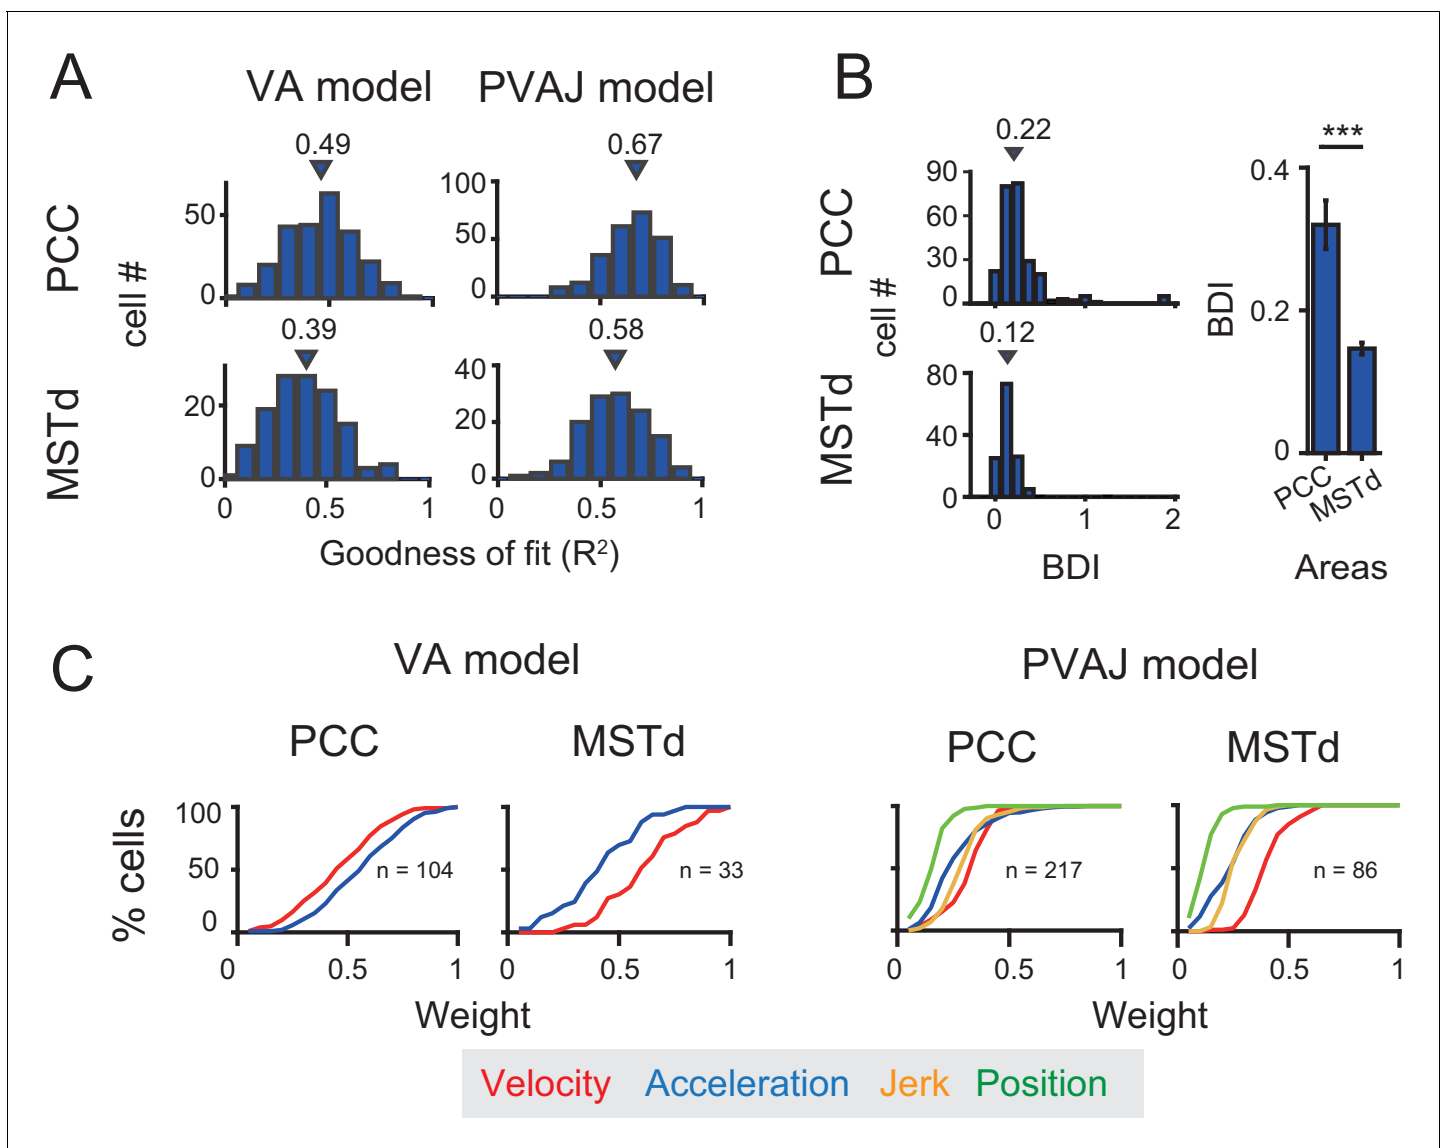 A
VA model
PVAJ model
0.49
0.67
PCC
cell #
50
0
100
50
0
0.39
0.58
MSTd
20
0
40
20
0
0
0.5
1
0
0.5
1
Goodness of fit (R²)
B
0.22
PCC
cell #
90
60
30
0
0.12
MSTd
80
40
0
0
1
2
BDI
***
BDI
0.4
0.2
0
PCC
MSTd
Areas
C
VA model
PVAJ model
PCC
MSTd
PCC
MSTd
% cells
100
50
0
n = 104
n = 33
n = 217
n = 86
0
0.5
1
0
0.5
1
0
0.5
1
0
0.5
1
Weight
Weight
Velocity Acceleration Jerk Position